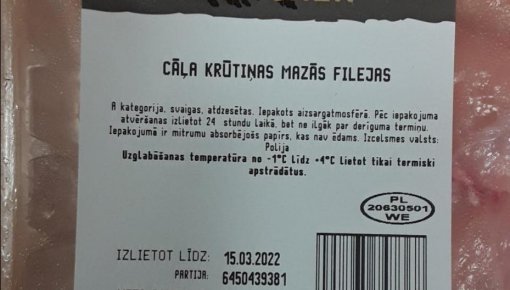 CĀĻA KRŪTIŅAS MAZĀS FILEJAS
A kategorija, svaigas, atdzesētas. Iepakots aizsargatmosfērā. Pēc iepakojuma
atvēršanas izlietot 24 stundu laikā, bet ne ilgāk par derīguma termiņu.
Iepakojumā ir mitrumu absorbējošs papīrs, kas nav ēdams. Izcelsmes valsts:
Polija
Uzglabāšanas temperatūra no -1°C Līdz +4°C Lietot tikai termiski
apstrādātus.
PL
20630501
WE
IZLIETOT LĪDZ: 15.03.2022
PARTIJA: 6450439381